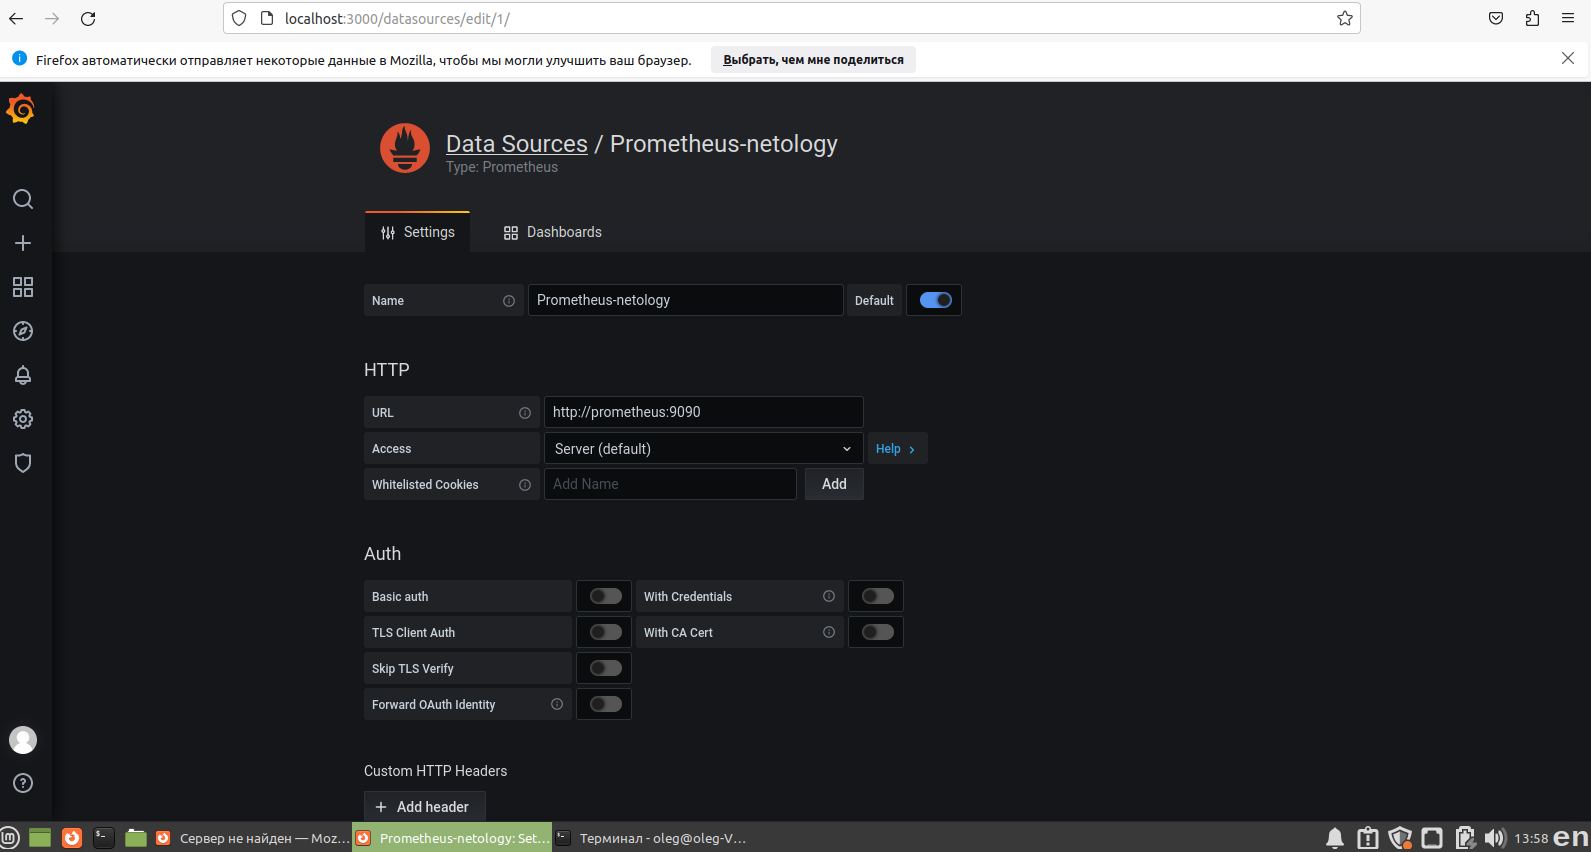 localhost:3000/datasources/edit/1/
Firefox автоматически отправляет некоторые данные в Mozilla, чтобы мы могли улучшить ваш браузер.
Выбрать, чем мне поделиться
Data Sources / Prometheus-netology
Type: Prometheus
Settings
Dashboards
Name
Prometheus-netology
Default
HTTP
URL
http://prometheus:9090
Access
Server (default)
Help
Whitelisted Cookies
Add Name
Add
Auth
Basic auth
With Credentials
TLS Client Auth
With CA Cert
Skip TLS Verify
Forward OAuth Identity
Custom HTTP Headers
+ Add header
Сервер не найден — Moz...
Prometheus-netology: Set...
Терминал - oleg@oleg-V...
13:58
en